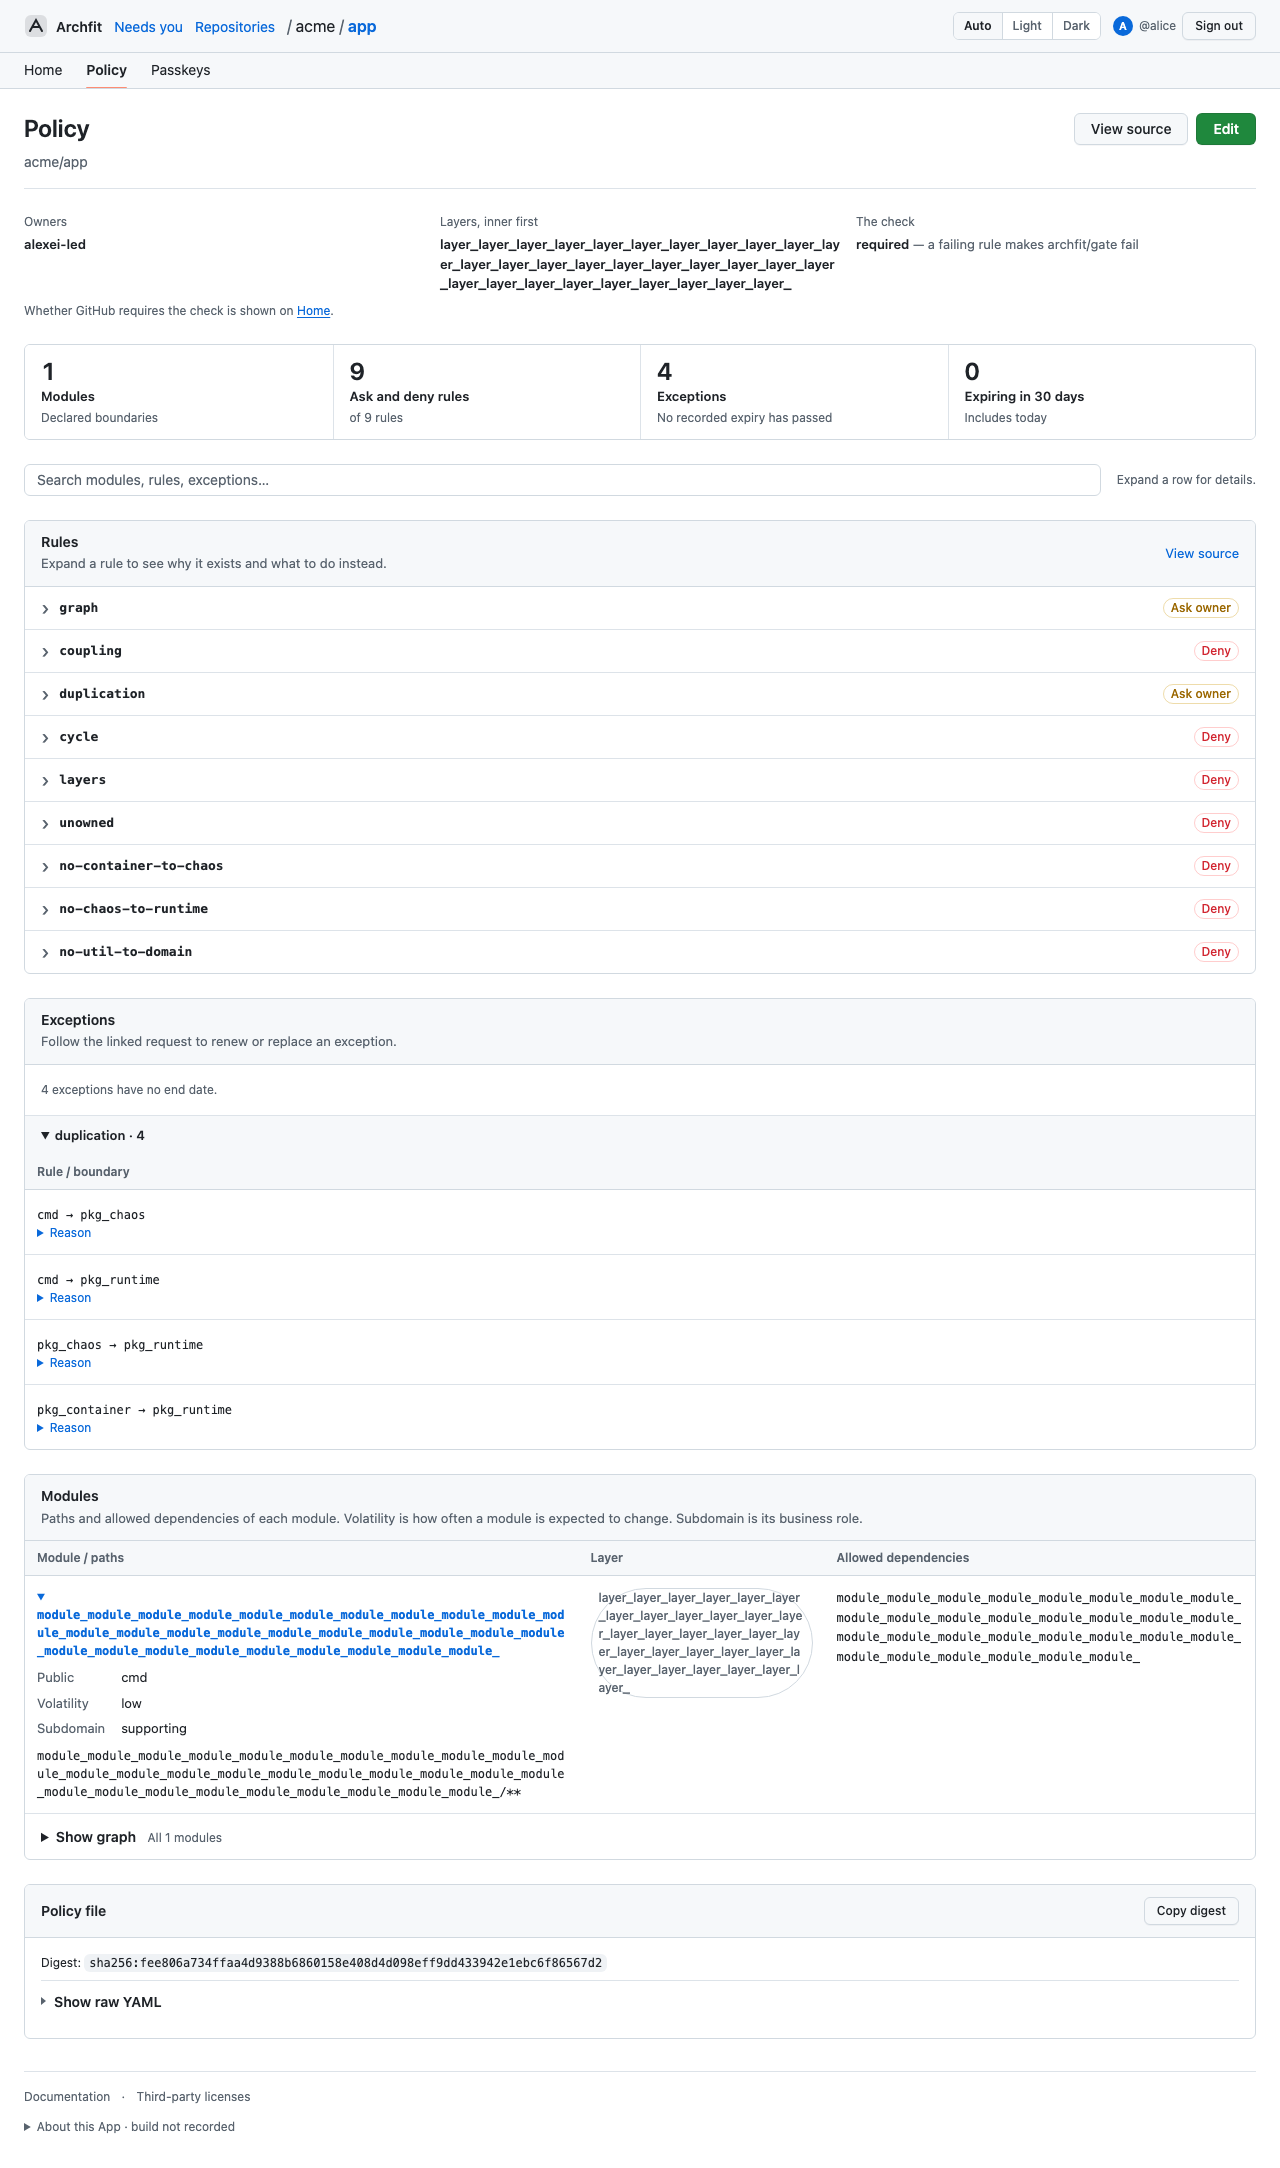 Archfit Needs you Repositories / acme / app
Auto Light Dark A @alice Sign out
Home Policy Passkeys
Policy
View source Edit
acme/app
Owners
alexei-led
Layers, inner first
layer_layer_layer_layer_layer_layer_layer_layer_layer_layer_lay
er_layer_layer_layer_layer_layer_layer_layer_layer_layer_layer
_layer_layer_layer_layer_layer_layer_layer_layer_layer_
The check
required — a failing rule makes archfit/gate fail
Whether GitHub requires the check is shown on Home.
1
Modules
Declared boundaries
9
Ask and deny rules
of 9 rules
4
Exceptions
No recorded expiry has passed
0
Expiring in 30 days
Includes today
Search modules, rules, exceptions...
Expand a row for details.
Rules
Expand a rule to see why it exists and what to do instead.
View source
graph Ask owner
coupling Deny
duplication Ask owner
cycle Deny
layers Deny
unowned Deny
no-container-to-chaos Deny
no-chaos-to-runtime Deny
no-util-to-domain Deny
Exceptions
Follow the linked request to renew or replace an exception.
4 exceptions have no end date.
duplication · 4
Rule / boundary
cmd → pkg_chaos
Reason
cmd → pkg_runtime
Reason
pkg_chaos → pkg_runtime
Reason
pkg_container → pkg_runtime
Reason
Modules
Paths and allowed dependencies of each module. Volatility is how often a module is expected to change. Subdomain is its business role.
Module / paths Layer Allowed dependencies
module_module_module_module_module_module_module_module_module_module_mod
ule_module_module_module_module_module_module_module_module_module_module
_module_module_module_module_module_module_module_module_module_
Public cmd
Volatility low
Subdomain supporting
module_module_module_module_module_module_module_module_module_module_mod
ule_module_module_module_module_module_module_module_module_module_module
_module_module_module_module_module_module_module_module_module_/**
layer_layer_layer_layer_layer_layer
_layer_layer_layer_layer_layer_laye
r_layer_layer_layer_layer_layer_lay
er_layer_layer_layer_layer_layer_la
yer_layer_layer_layer_layer_layer_l
ayer_
module_module_module_module_module_module_module_module_
module_module_module_module_module_module_module_module_
module_module_module_module_module_module_module_module_
module_module_module_module_module_module_
Show graph All 1 modules
Policy file
Copy digest
Digest: sha256:fee806a734ffaa4d9388b6860158e408d4d098eff9dd433942e1ebc6f86567d2
Show raw YAML
Documentation · Third-party licenses
About this App · build not recorded